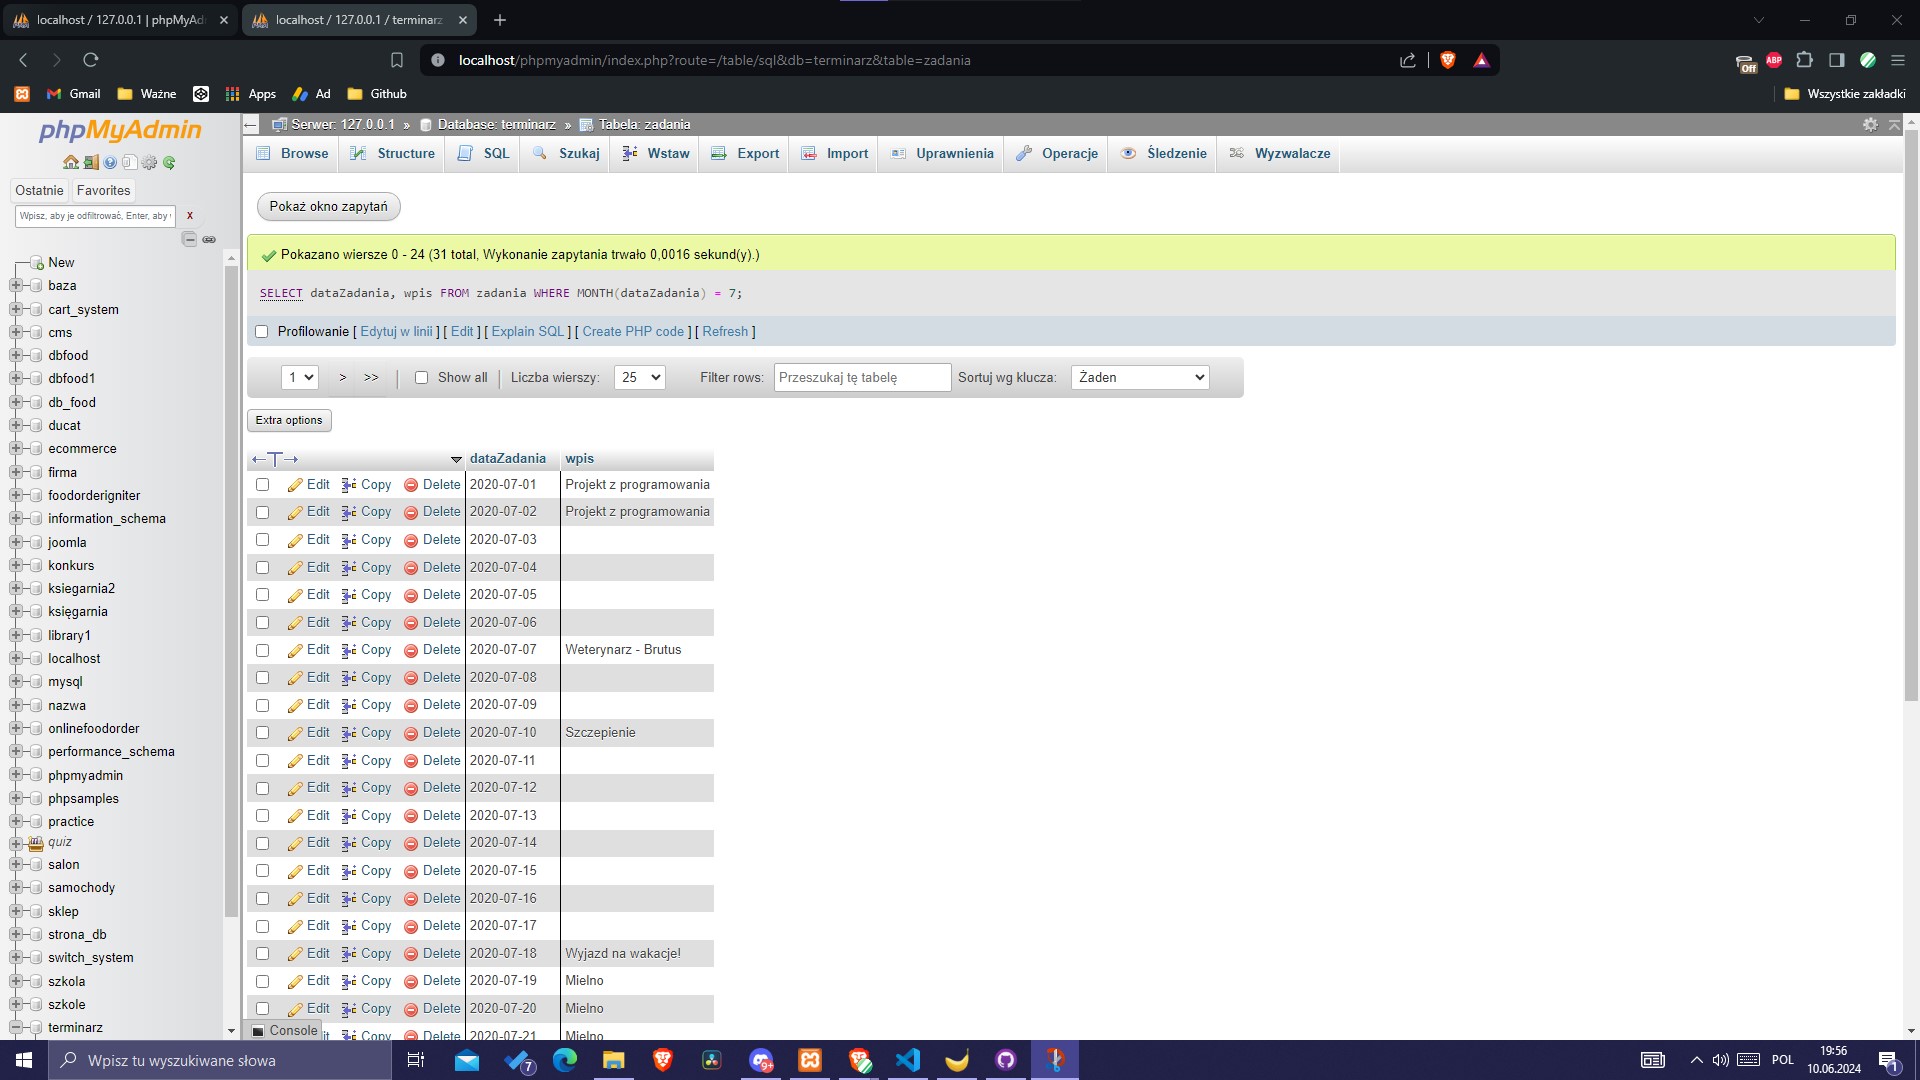 localhost / 127.0.0.1 | phpMyAd
localhost / 127.0.0.1 / terminarz
localhost/phpmyadmin/index.php?route=/table/sql&db=terminarz&table=zadania
Off
ABP
Gmail
Ważne
Apps
Ad
Github
Wszystkie zakładki
phpMyAdmin
Ostatnie
Favorites
Wpisz, aby je odfiltrować, Enter, aby
X
New
baza
cart_system
cms
dbfood
dbfood1
db_food
ducat
ecommerce
firma
foodorderigniter
information_schema
joomla
konkurs
ksiegarnia2
księgarnia
library1
localhost
mysql
nazwa
onlinefoodorder
performance_schema
phpmyadmin
phpsamples
practice
quiz
salon
samochody
sklep
strona_db
switch_system
szkola
szkole
terminarz
Serwer: 127.0.0.1 » Database: terminarz » Tabela: zadania
Browse Structure SQL Szukaj Wstaw Export Import Uprawnienia Operacje Śledzenie Wyzwalacze
Pokaż okno zapytań
Pokazano wiersze 0 - 24 (31 total, Wykonanie zapytania trwało 0,0016 sekund(y).)
SELECT dataZadania, wpis FROM zadania WHERE MONTH(dataZadania) = 7;
Profilowanie [ Edytuj w linii ] [ Edit ] [ Explain SQL ] [ Create PHP code ] [ Refresh ]
1 > >> | Show all | Liczba wierszy: 25 Filter rows: Przeszukaj tę tabelę Sortuj wg klucza: Żaden
Extra options
dataZadania wpis
Edit Copy Delete 2020-07-01 Projekt z programowania
Edit Copy Delete 2020-07-02 Projekt z programowania
Edit Copy Delete 2020-07-03
Edit Copy Delete 2020-07-04
Edit Copy Delete 2020-07-05
Edit Copy Delete 2020-07-06
Edit Copy Delete 2020-07-07 Weterynarz - Brutus
Edit Copy Delete 2020-07-08
Edit Copy Delete 2020-07-09
Edit Copy Delete 2020-07-10 Szczepienie
Edit Copy Delete 2020-07-11
Edit Copy Delete 2020-07-12
Edit Copy Delete 2020-07-13
Edit Copy Delete 2020-07-14
Edit Copy Delete 2020-07-15
Edit Copy Delete 2020-07-16
Edit Copy Delete 2020-07-17
Edit Copy Delete 2020-07-18 Wyjazd na wakacje!
Edit Copy Delete 2020-07-19 Mielno
Edit Copy Delete 2020-07-20 Mielno
Copy Delete 2020-07-21 Mielno
Console
Wpisz tu wyszukiwane słowa
7
9+
POL
19:56
10.06.2024
1